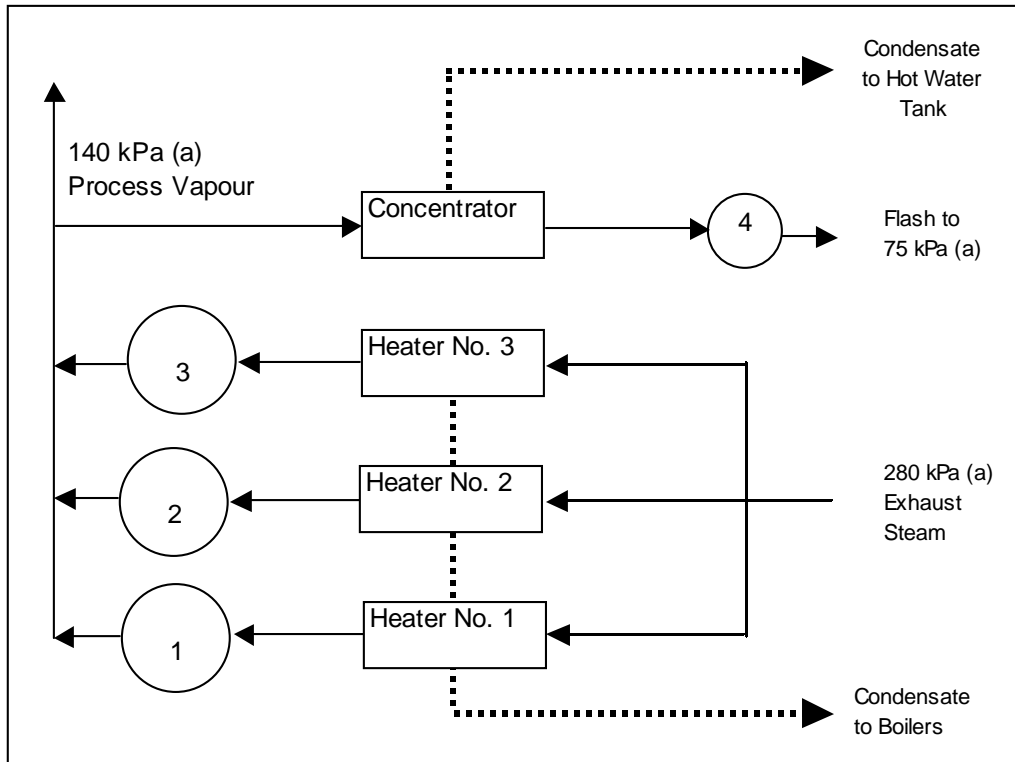 Condensate
to Hot Water
Tank
140 kPa (a)
Process Vapour
Concentrator
4
Flash to
75 kPa (a)
3
Heater No. 3
2
Heater No. 2
280 kPa (a)
Exhaust
Steam
1
Heater No. 1
Condensate
to Boilers